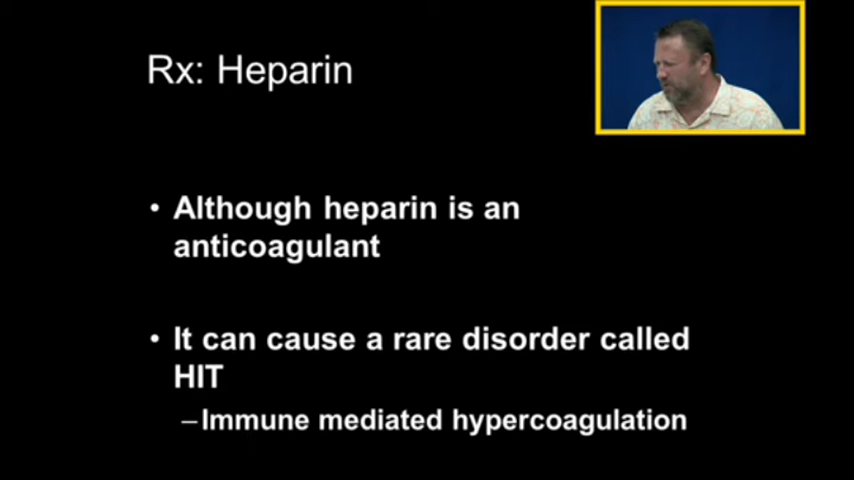 Rx: Heparin
• Although heparin is an
anticoagulant
• It can cause a rare disorder called
HIT
–Immune mediated hypercoagulation